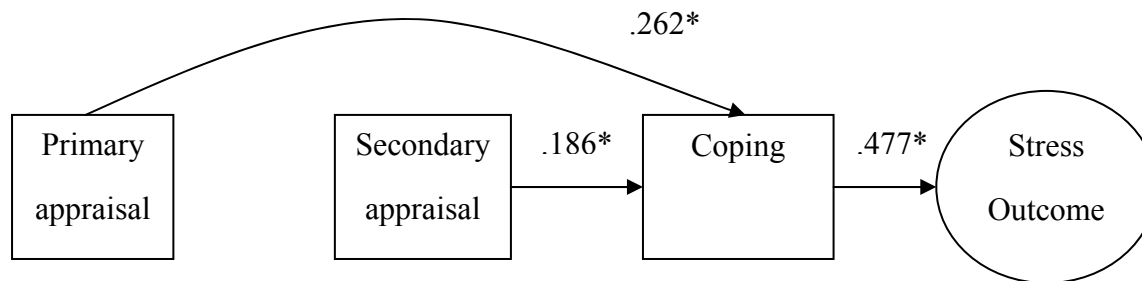 .262*
Primary
appraisal
Secondary
appraisal
.186*
Coping
.477*
Stress
Outcome